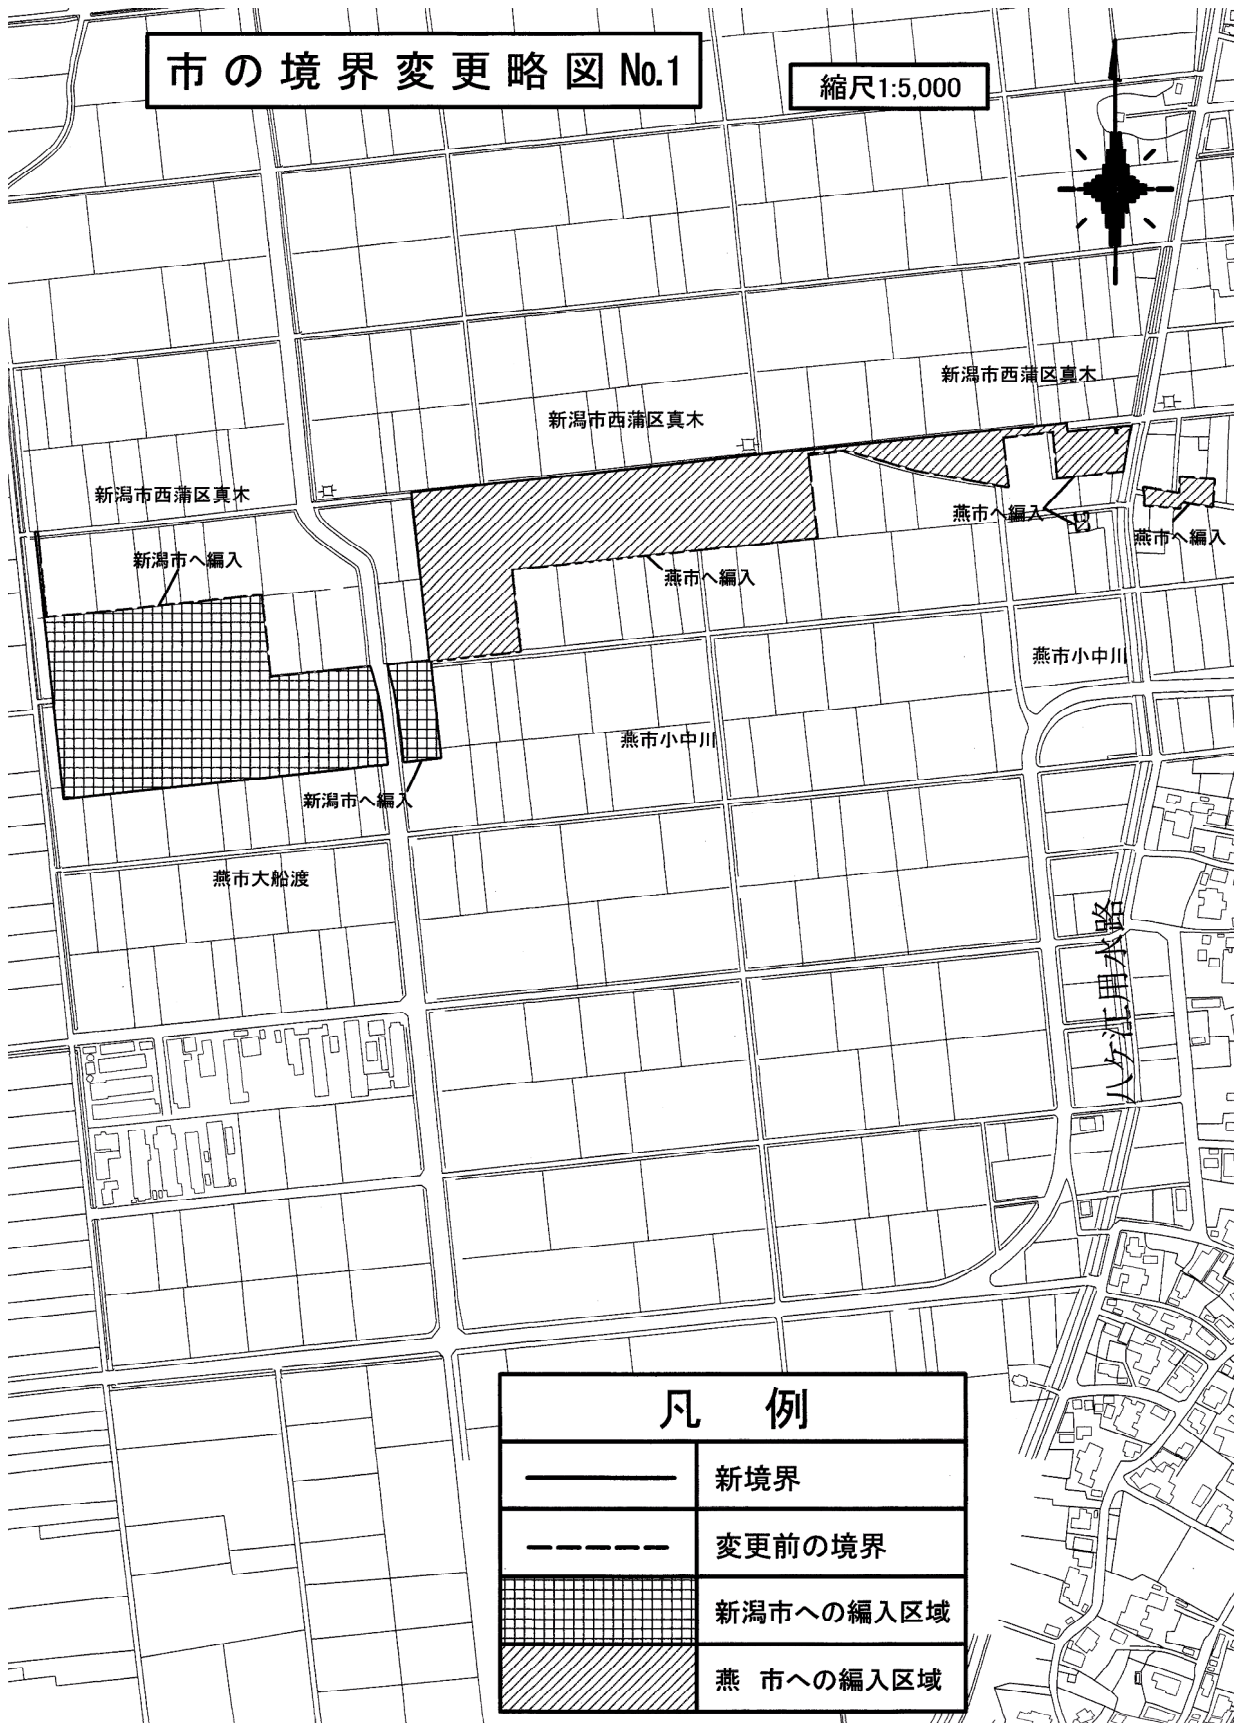 市の境界変更略図 No.1
縮尺1:5,000
新潟市西蒲区真木
新潟市西蒲区真木
新潟市西蒲区真木
燕市へ編入
燕市へ編入
新潟市へ編入
燕市へ編入
燕市小中川
燕市小中川
新潟市へ編入
燕市大船渡
八ケ江用水路
凡 例
新境界
変更前の境界
新潟市への編入区域
燕 市への編入区域